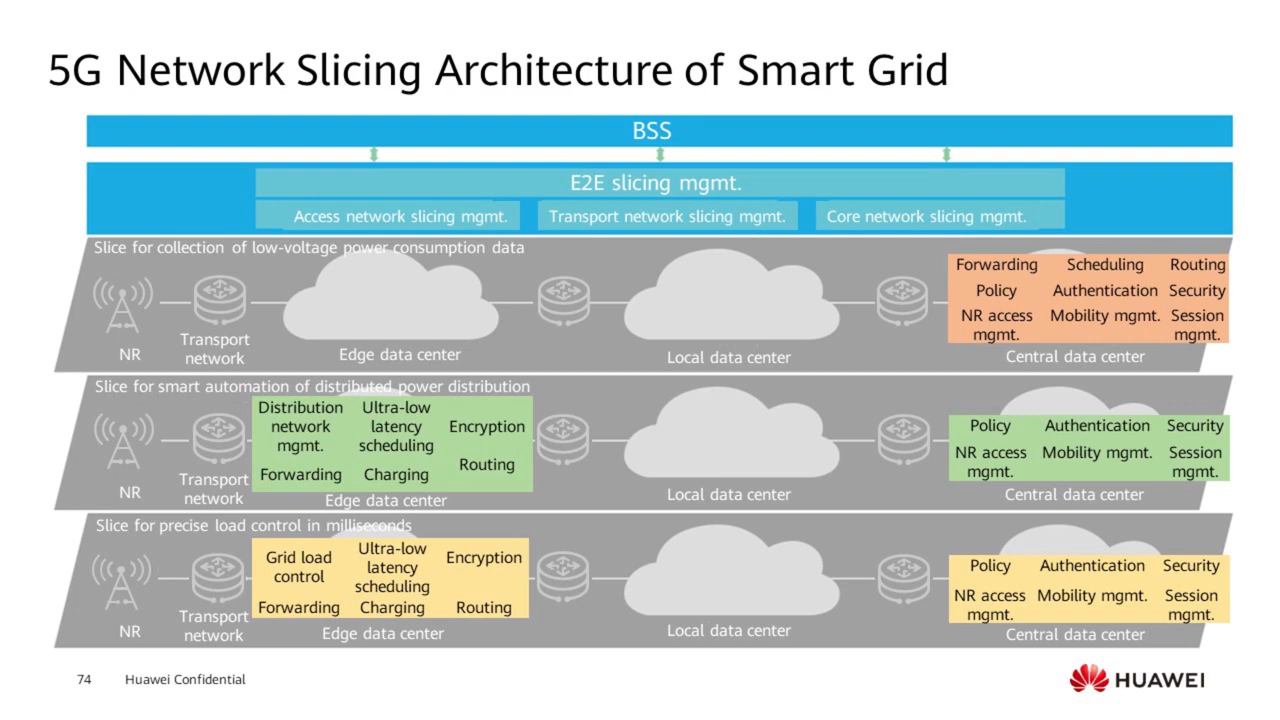 5G Network Slicing Architecture of Smart Grid
BSS
E2E slicing mgmt.
Access network slicing mgmt.
Transport network slicing mgmt.
Core network slicing mgmt.
Slice for collection of low-voltage power consumption data
Forwarding Scheduling Routing
Policy Authentication Security
NR access Mobility mgmt. Session
mgmt. mgmt.
NR
Transport
network
Edge data center
Local data center
Central data center
Slice for smart automation of distributed power distribution
Distribution
network
mgmt.
Ultra-low
latency
scheduling
Encryption
Forwarding
Charging
Routing
Policy Authentication Security
NR access Mobility mgmt. Session
mgmt. mgmt.
NR
Transport
network
Edge data center
Local data center
Central data center
Slice for precise load control in milliseconds
Grid load
control
Ultra-low
latency
scheduling
Encryption
Forwarding
Charging
Routing
Policy Authentication Security
NR access Mobility mgmt. Session
mgmt. mgmt.
NR
Transport
network
Edge data center
Local data center
Central data center
74 Huawei Confidential
HUAWEI